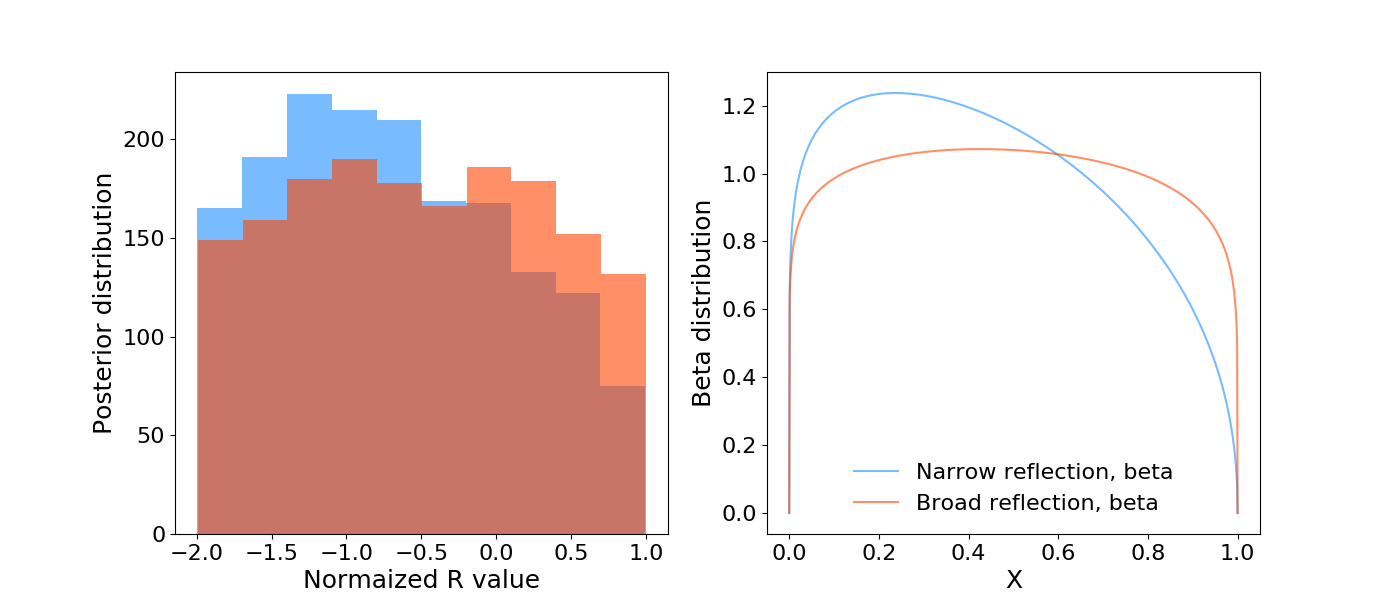 Posterior distribution
200
150
100
50
0
−2.0 −1.5 −1.0 −0.5 0.0 0.5 1.0
Normaized R value
Beta distribution
1.2
1.0
0.8
0.6
0.4
0.2
0.0
Narrow reflection, beta
Broad reflection, beta
0.0 0.2 0.4 0.6 0.8 1.0
X